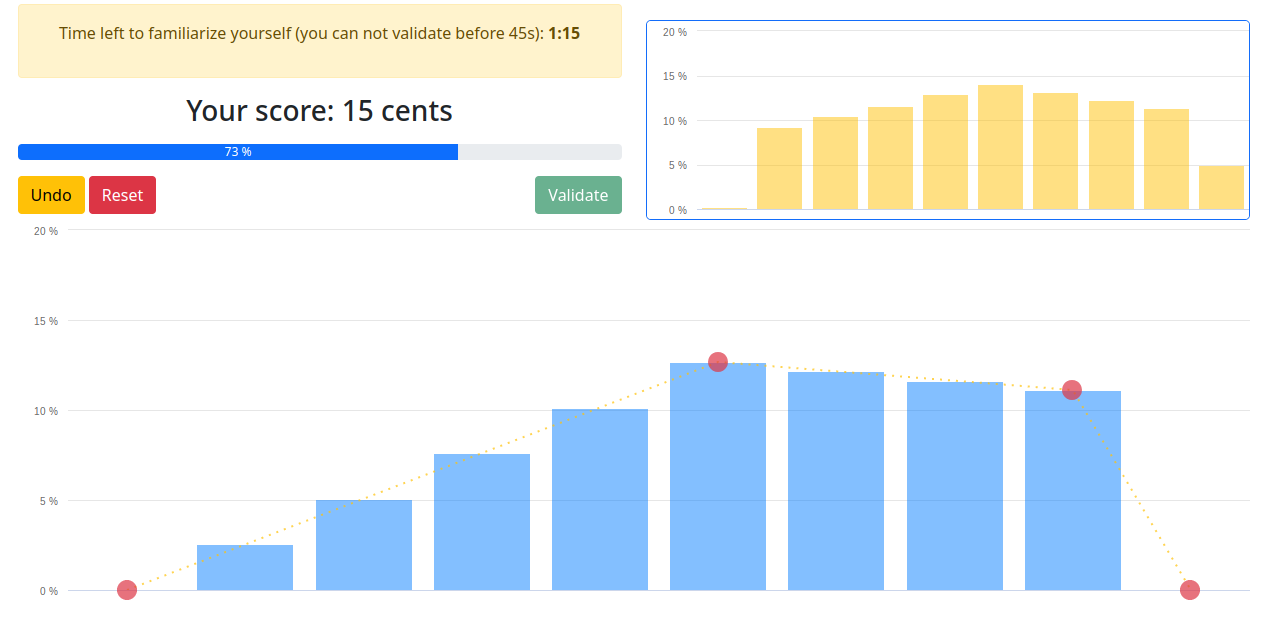 Time left to familiarize yourself (you can not validate before 45s): 1:15
Your score: 15 cents
73 %
Undo
Reset
Validate
20 %
15 %
10 %
5 %
0 %
20 %
15 %
10 %
5 %
0 %